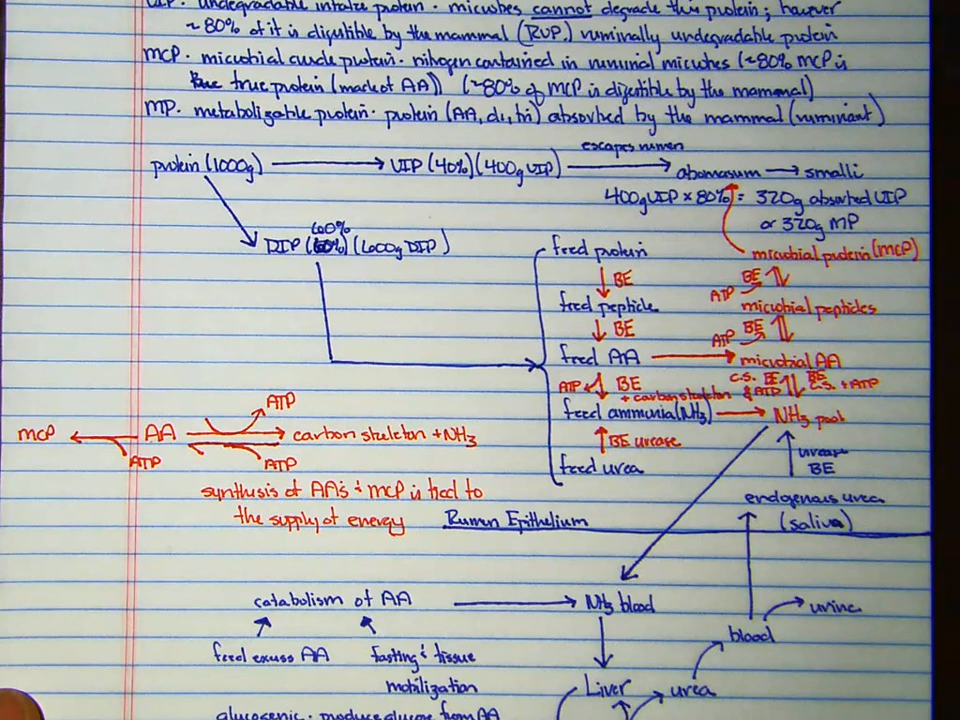 UIP · undegradable intake protein · microbes cannot degrade this protein; however
~80% of it is digestible by the mammal (RUP) ruminally undegradable protein
MCP · microbial crude protein · nitrogen contained in ruminal microbes (~80% MCP is
true protein (made of AA)) (~80% of MCP is digestible by the mammal)
MP · metabolizable protein · protein (AA, di, tri) absorbed by the mammal (ruminant)
escapes rumen
protein (1000g) → UIP (40%) (400g UIP) → abomasum → small i
400g UIP x 80% = 320g absorbed UIP
or 320g MP
60%
DIP (60%) (600g DIP)
feed protein
microbial protein (MCP)
BE
ATP BE
feed peptide
microbial peptides
BE
ATP BE
feed AA → microbial AA
ATP BE
+ carbon skeleton
C.S. BE & ATP
BE C.S. + ATP
feed ammonia (NH3) → NH3 pool
BE urease
urease BE
feed urea
ATP
MCP ← AA → carbon skeleton + NH3
ATP ATP
synthesis of AA's & MCP is tied to
the supply of energy
endogenous urea
(saliva)
Rumen Epithelium
catabolism of AA → NH3 blood
urine
blood
feed excess AA
fasting & tissue
mobilization
Liver
urea
glucogenic · produce glucose from AA